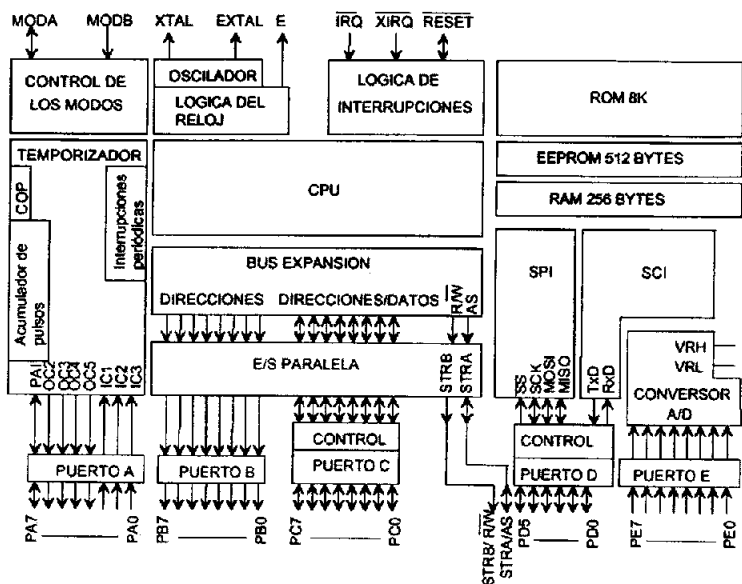 MODA MODB XTAL EXTAL E IRQ XIRQ RESET
CONTROL DE
LOS MODOS
OSCILADOR
LOGICA DEL
RELOJ
LOGICA DE
INTERRUPCIONES
ROM 8K
TEMPORIZADOR
COP
Interrupciones
periódicas
Acumulador de
pulsos
CPU
EEPROM 512 BYTES
RAM 256 BYTES
BUS EXPANSION
DIRECCIONES DIRECCIONES/DATOS R/W AS
SPI
SCI
E/S PARALELA STRB STRA
PAI OC2 OC3 OC4 OC5 IC1 IC2 IC3
SS SCK MOSI MISO TxD RxD
VRH
VRL
CONVERSOR
A/D
CONTROL
CONTROL
PUERTO A PUERTO B PUERTO C PUERTO D PUERTO E
PA7 PA0 PB7 PB0 PC7 PC0 STRB/ R/W STRA/AS PD5 PD0 PE7 PE0